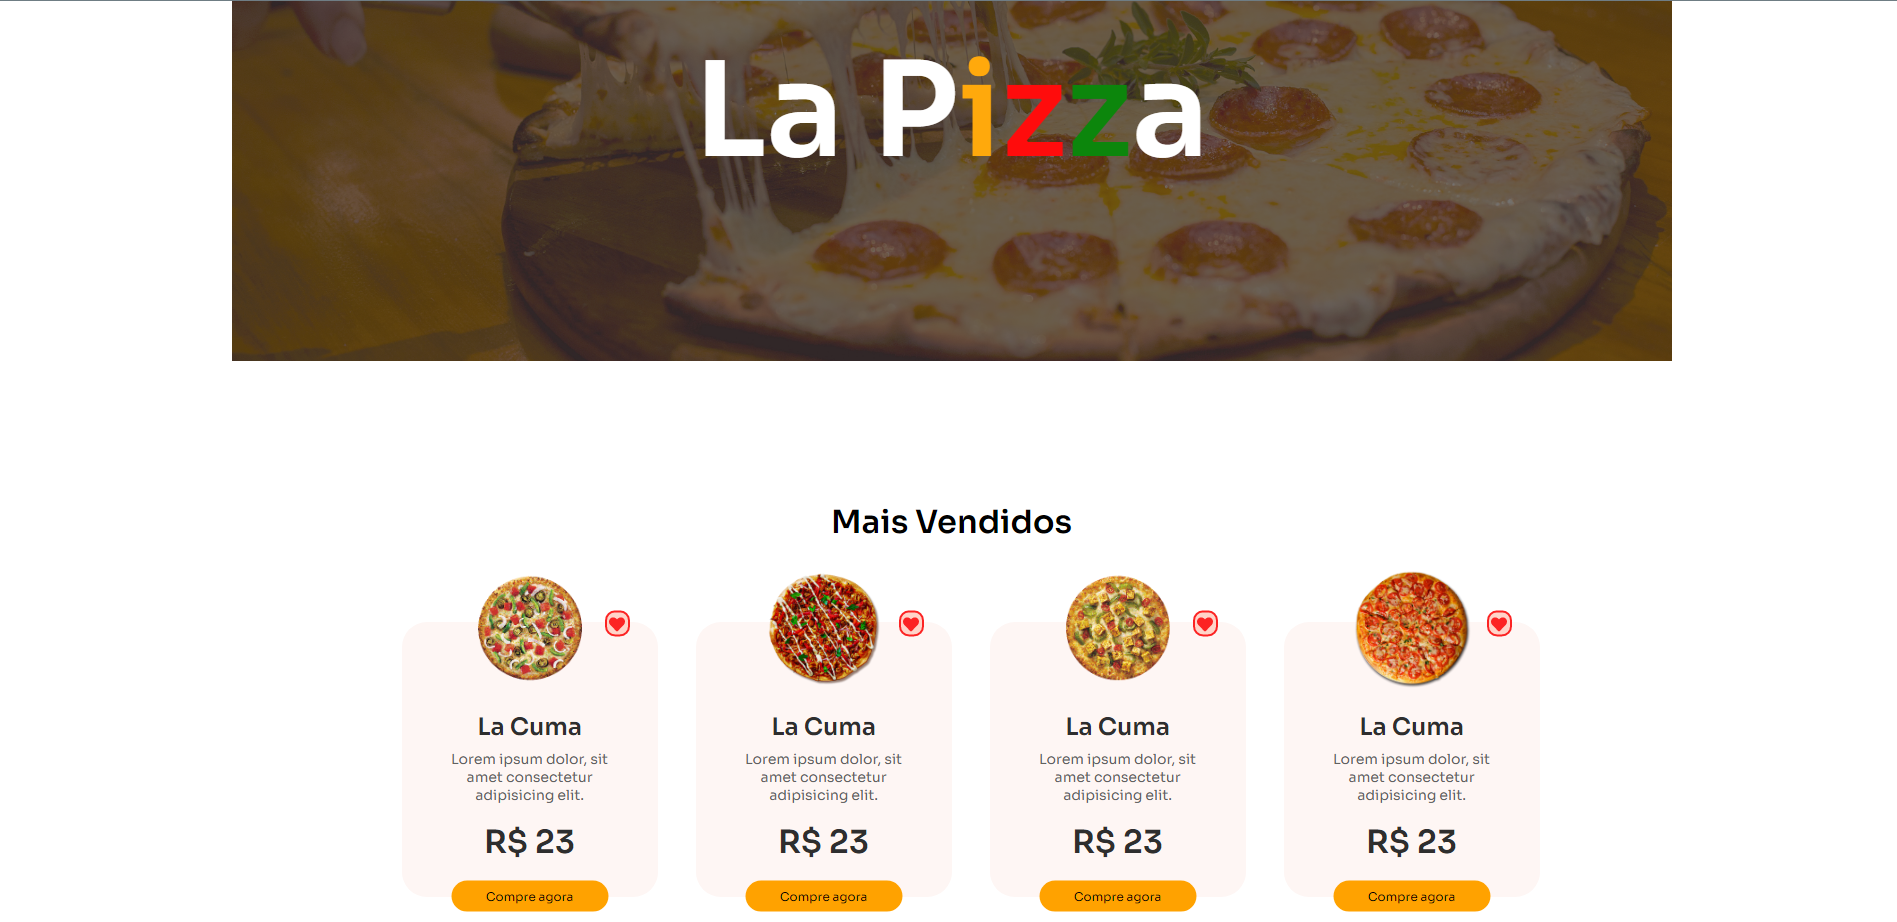 La Pizza
Mais Vendidos
La Cuma
Lorem ipsum dolor, sit
amet consectetur
adipisicing elit.
R$ 23
Compre agora
La Cuma
Lorem ipsum dolor, sit
amet consectetur
adipisicing elit.
R$ 23
Compre agora
La Cuma
Lorem ipsum dolor, sit
amet consectetur
adipisicing elit.
R$ 23
Compre agora
La Cuma
Lorem ipsum dolor, sit
amet consectetur
adipisicing elit.
R$ 23
Compre agora